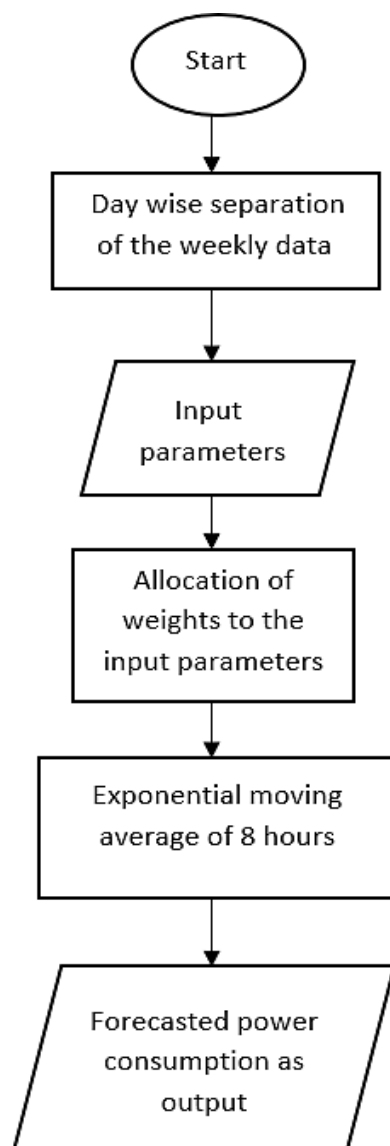 Start
Day wise separation
of the weekly data
Input
parameters
Allocation of
weights to the
input parameters
Exponential moving
average of 8 hours
Forecasted power
consumption as
output